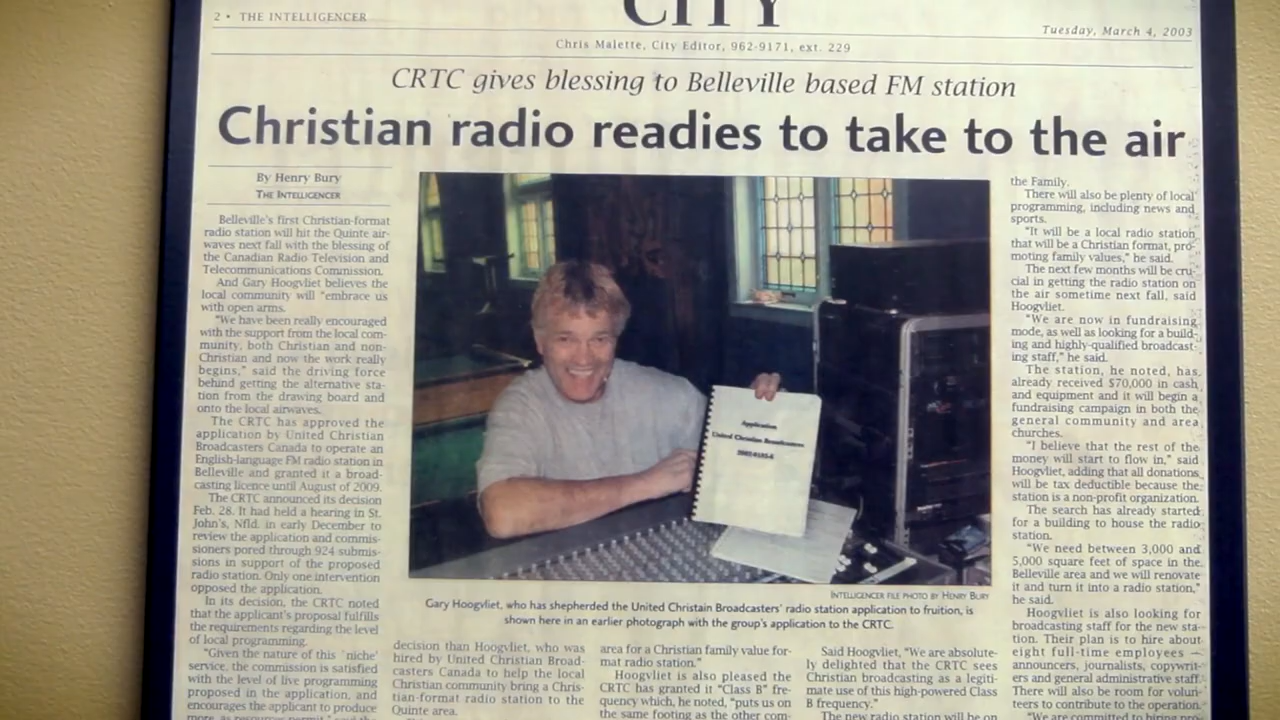 CITY
2 • THE INTELLIGENCER
Tuesday, March 4, 2003
Chris Malette, City Editor, 962-9171, ext. 229
CRTC gives blessing to Belleville based FM station
Christian radio readies to take to the air
By Henry Bury
THE INTELLIGENCER
Belleville's first Christian-format
radio station will hit the Quinte air-
waves next fall with the blessing of
the Canadian Radio Television and
Telecommunications Commission.
And Gary Hoogvliet believes the
local community will "embrace us
with open arms.
"We have been really encouraged
with the support from the local com-
munity, both Christian and non-
Christian and now the work really
begins," said the driving force
behind getting the alternative sta-
tion from the drawing board and
onto the local airwaves.
The CRTC has approved the
application by United Christian
Broadcasters Canada to operate an
English-language FM radio station in
Belleville and granted it a broad-
casting licence until August of 2009.
The CRTC announced its decision
Feb. 28. It had held a hearing in St.
John's, Nfld. in early December to
review the application and commis-
sioners pored through 924 submis-
sions in support of the proposed
radio station. Only one intervention
opposed the application.
In its decision, the CRTC noted
that the applicant's proposal fulfills
the requirements regarding the level
of local programming.
"Given the nature of this 'niche'
service, the commission is satisfied
with the level of live programming
proposed in the application, and
encourages the applicant to produce
more, as resources permit," said the
Application
United Christian Broadcasters
INTELLIGENCER FILE PHOTO BY HENRY BURY
Gary Hoogvliet, who has shepherded the United Christain Broadcasters' radio station application to fruition, is
shown here in an earlier photograph with the group's application to the CRTC.
decision than Hoogvliet, who was
hired by United Christian Broad-
casters Canada to help the local
Christian community bring a Chris-
tian-format radio station to the
Quinte area.
area for a Christian family value for-
mat radio station."
Hoogvliet is also pleased the
CRTC has granted it "Class B" fre-
quency which, he noted, "puts us on
the same footing as the other com-
Said Hoogvliet, "We are absolute-
ly delighted that the CRTC sees
Christian broadcasting as a legiti-
mate use of this high-powered Class
B frequency."
The new radio station will be on
the Family.
There will also be plenty of local
programming, including news and
sports.
"It will be a local radio station
that will be a Christian format, pro-
moting family values," he said.
The next few months will be cru-
cial in getting the radio station on
the air sometime next fall, said
Hoogvliet.
"We are now in fundraising
mode, as well as looking for a build-
ing and highly-qualified broadcast-
ing staff," he said.
The station, he noted, has
already received $70,000 in cash
and equipment and it will begin a
fundraising campaign in both the
general community and area
churches.
"I believe that the rest of the
money will start to flow in," said
Hoogvliet, adding that all donations
will be tax deductible because the
station is a non-profit organization.
The search has already started
for a building to house the radio
station.
"We need between 3,000 and
5,000 square feet of space in the
Belleville area and we will renovate
it and turn it into a radio station,"
he said.
Hoogvliet is also looking for
broadcasting staff for the new sta-
tion. Their plan is to hire about
eight full-time employees —
announcers, journalists, copywrit-
ers and general administrative staff.
There will also be room for volun-
teers to contribute to the operation.
"We are committed to being non-